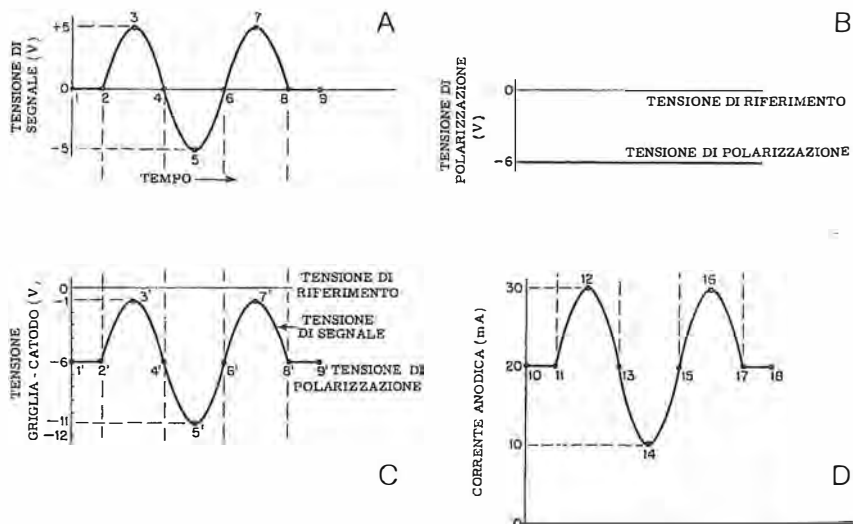 A
+5
3
7
TENSIONE DI
SEGNALE (V)
0
1
2
4
6
8
9
-5
5
TEMPO
B
TENSIONE DI
POLARIZZAZIONE
(V)
0
TENSIONE DI RIFERIMENTO
TENSIONE DI POLARIZZAZIONE
-6
C
TENSIONE
GRIGLIA - CATODO (V,
0
TENSIONE DI
RIFERIMENTO
-1
3'
7'
TENSIONE
DI SEGNALE
-6
1'
2'
4'
6'
8'
9'
TENSIONE DI
POLARIZZAZIONE
-11
-12
5'
D
CORRENTE ANODICA (mA)
30
12
16
20
10
11
13
15
17
18
10
14
0